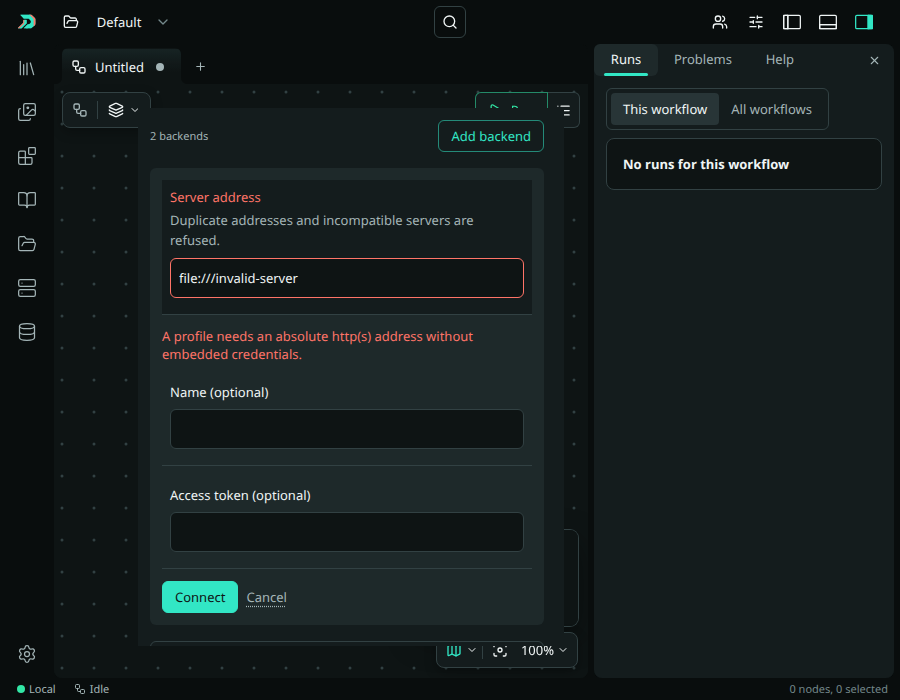 Default
Untitled
Runs
Problems
Help
This workflow
All workflows
No runs for this workflow
2 backends
Add backend
Server address
Duplicate addresses and incompatible servers are
refused.
file:///invalid-server
A profile needs an absolute http(s) address without
embedded credentials.
Name (optional)
Access token (optional)
Connect
Cancel
100%
Local
Idle
0 nodes, 0 selected